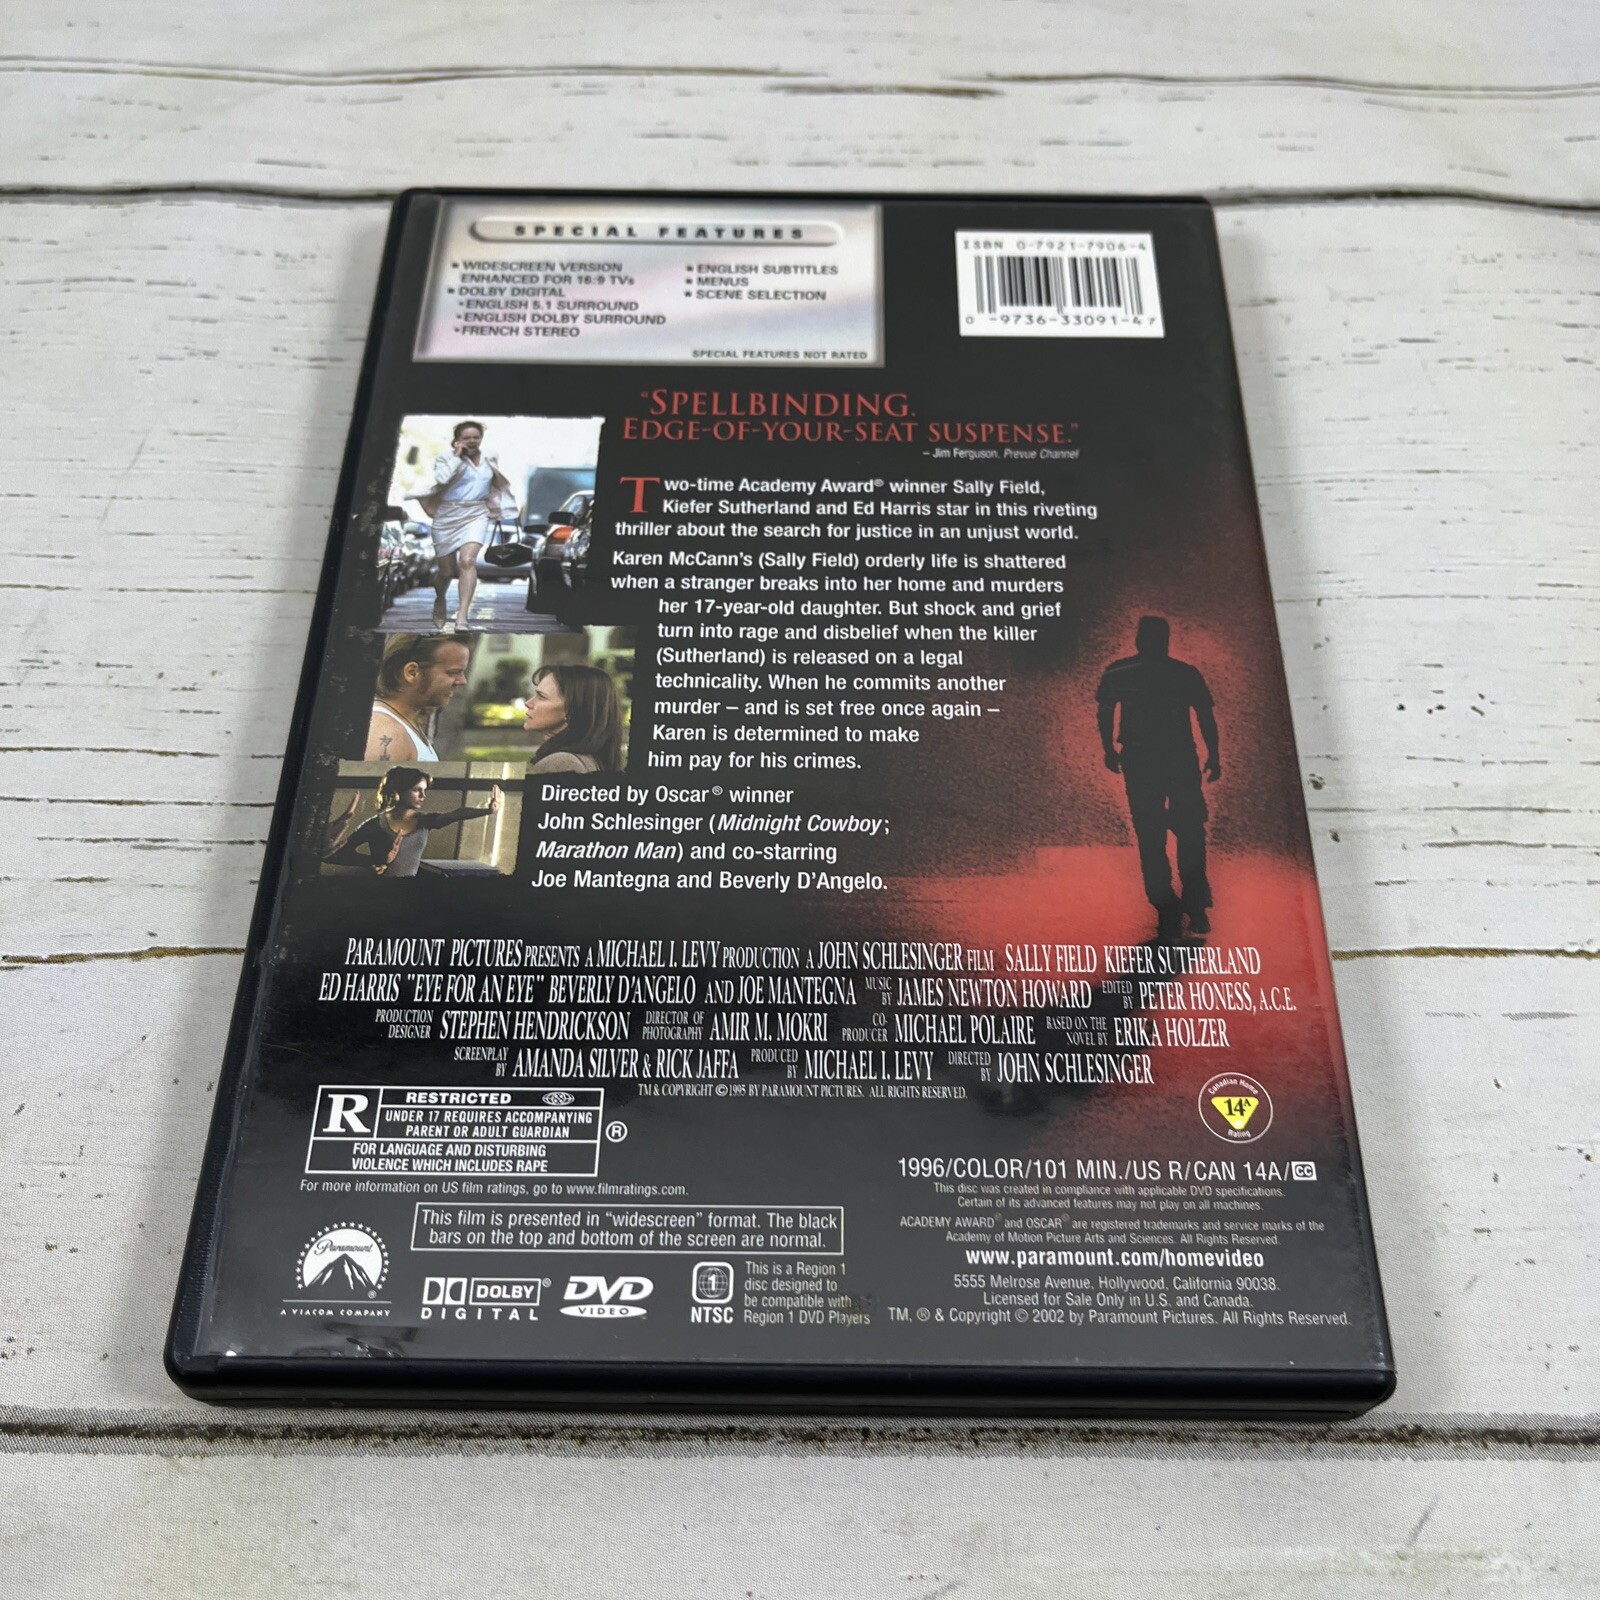 SPECIAL FEATURES
WIDESCREEN VERSION
ENHANCED FOR 16:9 TVs
DOLBY DIGITAL
ENGLISH 5.1 SURROUND
ENGLISH DOLBY SURROUND
FRENCH STEREO
ENGLISH SUBTITLES
MENUS
SCENE SELECTION
SPECIAL FEATURES NOT RATED
ISBN 0-7921-7906-4
0 -9736-33091-4 7
"SPELLBINDING.
EDGE-OF-YOUR-SEAT SUSPENSE."
– Jim Ferguson, Prevue Channel
Two-time Academy Award® winner Sally Field,
Kiefer Sutherland and Ed Harris star in this riveting
thriller about the search for justice in an unjust world.
Karen McCann's (Sally Field) orderly life is shattered
when a stranger breaks into her home and murders
her 17-year-old daughter. But shock and grief
turn into rage and disbelief when the killer
(Sutherland) is released on a legal
technicality. When he commits another
murder – and is set free once again –
Karen is determined to make
him pay for his crimes.
Directed by Oscar® winner
John Schlesinger (Midnight Cowboy;
Marathon Man) and co-starring
Joe Mantegna and Beverly D'Angelo.
PARAMOUNT PICTURES PRESENTS A MICHAEL I. LEVY PRODUCTION A JOHN SCHLESINGER FILM SALLY FIELD KIEFER SUTHERLAND
ED HARRIS "EYE FOR AN EYE" BEVERLY D'ANGELO AND JOE MANTEGNA MUSIC BY JAMES NEWTON HOWARD EDITED BY PETER HONESS, A.C.E.
PRODUCTION DESIGNER STEPHEN HENDRICKSON DIRECTOR OF PHOTOGRAPHY AMIR M. MOKRI CO-PRODUCER MICHAEL POLAIRE BASED ON THE NOVEL BY ERIKA HOLZER
SCREENPLAY BY AMANDA SILVER & RICK JAFFA PRODUCED BY MICHAEL I. LEVY DIRECTED BY JOHN SCHLESINGER
TM & COPYRIGHT © 1995 BY PARAMOUNT PICTURES. ALL RIGHTS RESERVED.
R RESTRICTED
UNDER 17 REQUIRES ACCOMPANYING
PARENT OR ADULT GUARDIAN
®
FOR LANGUAGE AND DISTURBING
VIOLENCE WHICH INCLUDES RAPE
For more information on US film ratings, go to www.filmratings.com.
Canadian Home
14A
Rating
1996/COLOR/101 MIN./US R/CAN 14A/CC
This disc was created in compliance with applicable DVD specifications.
Certain of its advanced features may not play on all machines.
ACADEMY AWARD® and OSCAR® are registered trademarks and service marks of the
Academy of Motion Picture Arts and Sciences. All Rights Reserved.
www.paramount.com/homevideo
5555 Melrose Avenue, Hollywood, California 90038.
Licensed for Sale Only in U.S. and Canada.
TM, ® & Copyright © 2002 by Paramount Pictures. All Rights Reserved.
This film is presented in "widescreen" format. The black
bars on the top and bottom of the screen are normal.
Paramount
A VIACOM COMPANY
DOLBY®
DIGITAL
DVD
VIDEO
1
NTSC
This is a Region 1
disc designed to
be compatible with
Region 1 DVD Players